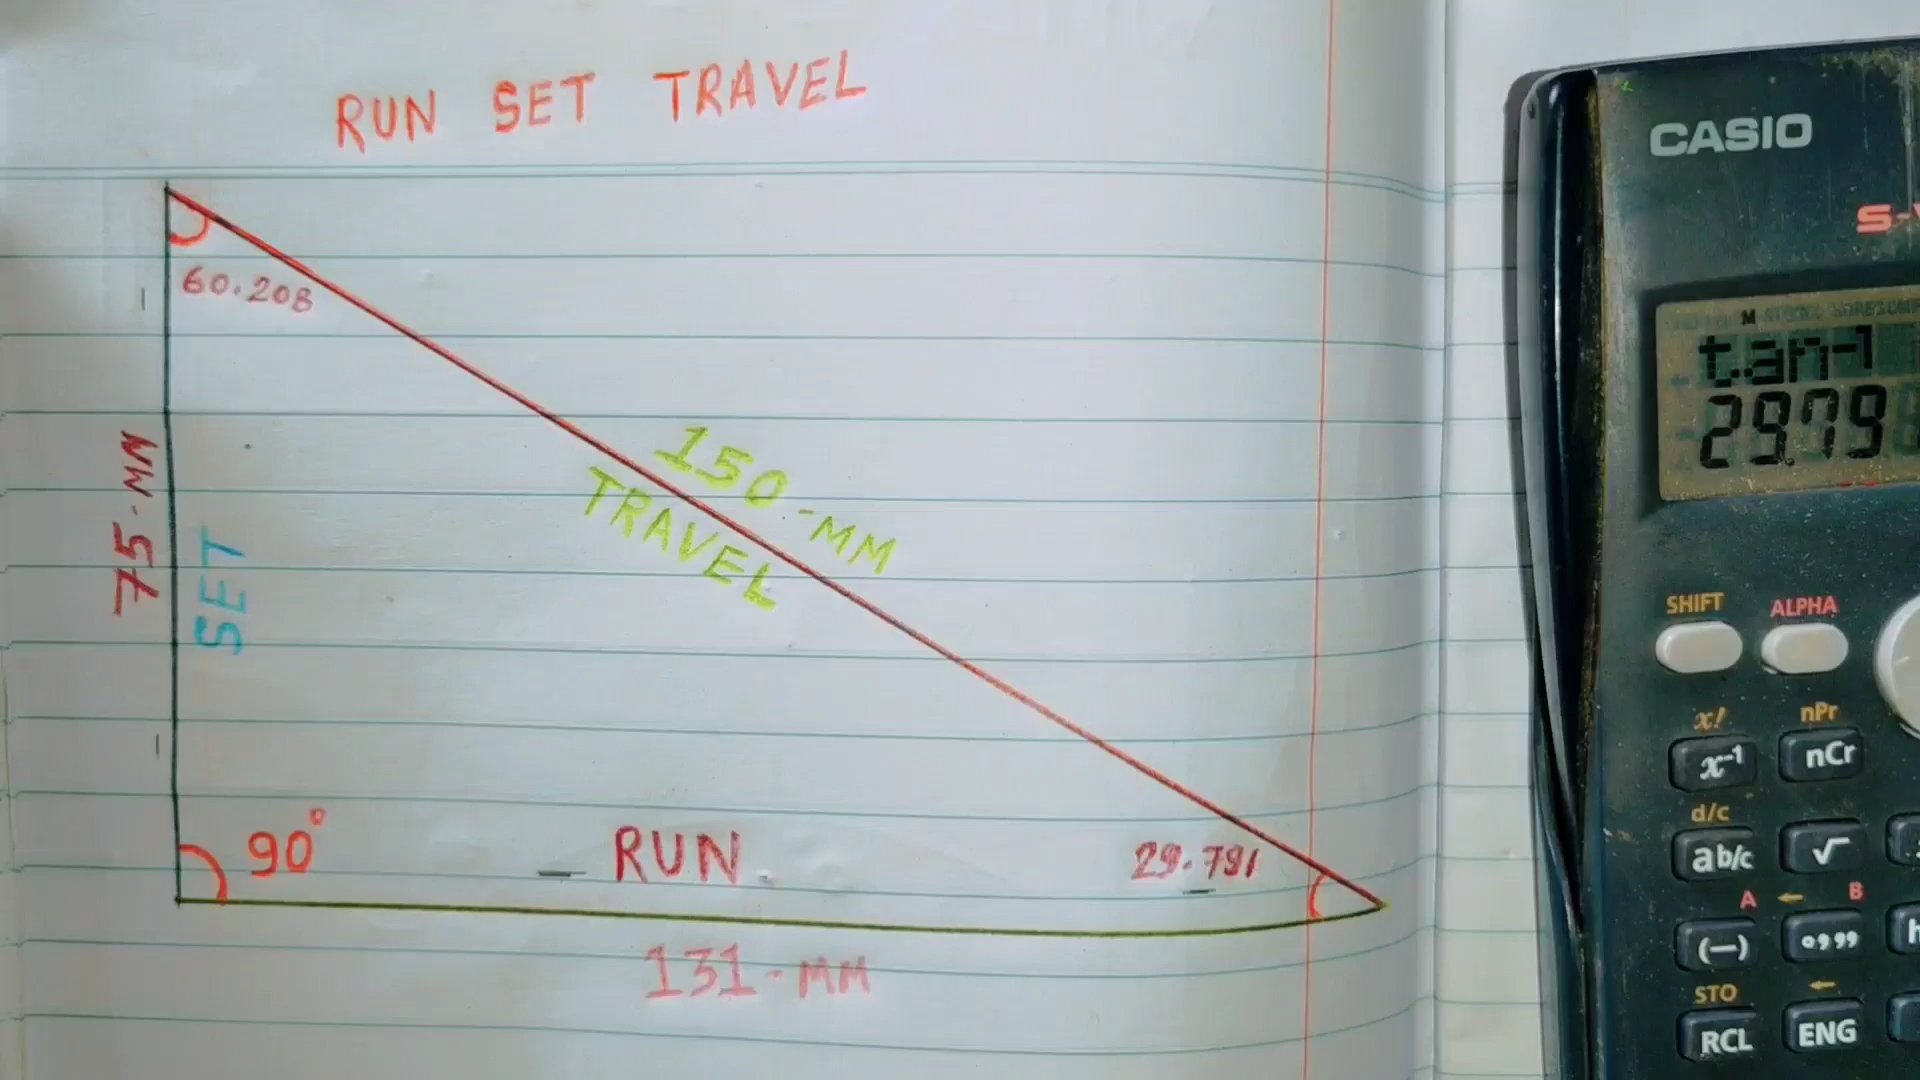 RUN SET TRAVEL
60.208
75-MM
SET
150-MM
TRAVEL
90°
RUN
29.791
131-MM
CASIO
S-
tan-1
29.79
SHIFT ALPHA
x! nPr
x-1 nCr
d/c
ab/c √
A ← B
(—) °,,,
STO ←
RCL ENG